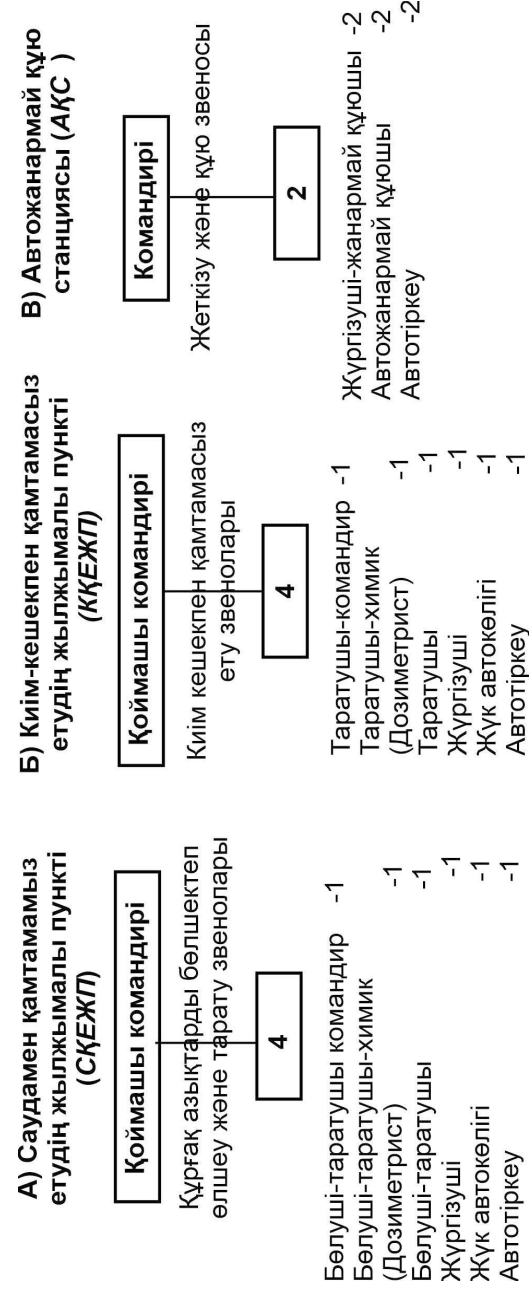 А) Саудамен қамтамамыз
етудің жылжымалы пункті
(СҚЕЖП)
Қоймашы командирі
Құрғақ азықтарды бөлшектеп
өлшеу және тарату звенолары
4
Бөлуші-таратушы командир -1
Бөлуші-таратушы-химик
(Дозиметрист) -1
Бөлуші-таратушы -1
Жүргізуші -1
Жүк автокөлігі -1
Автотіркеу -1
Б) Киім-кешекпен қамтамасыз
етудің жылжымалы пункті
(КҚЕЖП)
Қоймашы командирі
Киім кешекпен қамтамасыз
ету звенолары
4
Таратушы-командир -1
Таратушы-химик
(Дозиметрист) -1
Таратушы -1
Жүргізуші -1
Жүк автокөлігі -1
Автотіркеу -1
В) Автожанармай құю
станциясы (АҚС )
Командирі
Жеткізу және құю звеносы
2
Жүргізуші-жанармай құюшы -2
Автожанармай құюшы -2
Автотіркеу -2